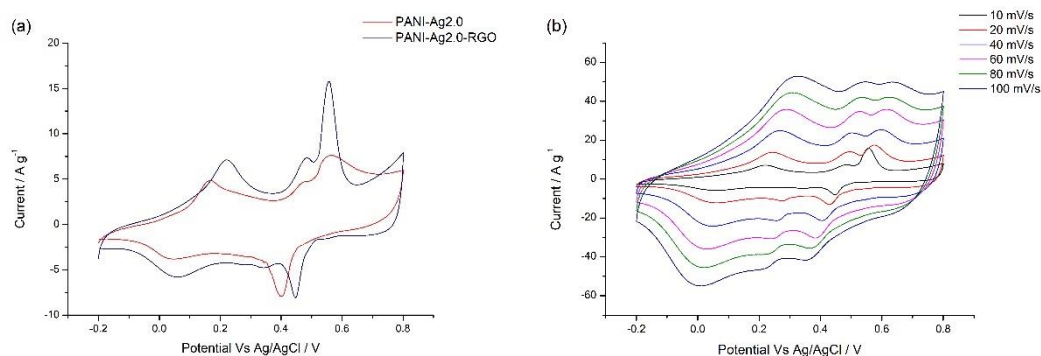 (a)
PANI-Ag2.0
PANI-Ag2.0-RGO
20
15
10
5
0
-5
-10
-0.2 0.0 0.2 0.4 0.6 0.8
Current / A g-1
Potential Vs Ag/AgCl / V
(b)
10 mV/s
20 mV/s
40 mV/s
60 mV/s
80 mV/s
100 mV/s
60
40
20
0
-20
-40
-60
-0.2 0.0 0.2 0.4 0.6 0.8
Current / A g-1
Potential Vs Ag/AgCl / V